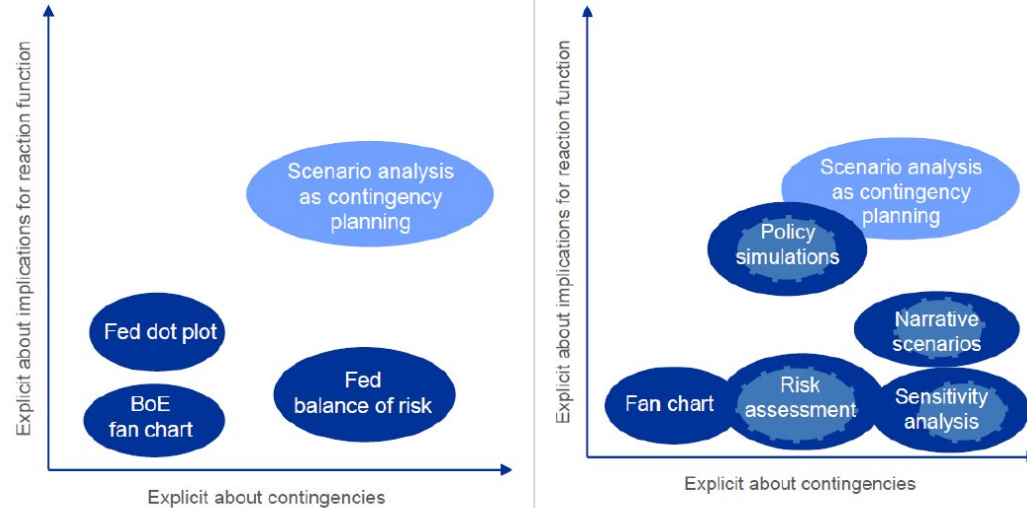 Explicit about implications for reaction function
Scenario analysis
as contingency
planning
Fed dot plot
BoE
fan chart
Fed
balance of risk
Explicit about contingencies
Explicit about implications for reaction function
Scenario analysis
as contingency
planning
Policy
simulations
Narrative
scenarios
Fan chart
Risk
assessment
Sensitivity
analysis
Explicit about contingencies